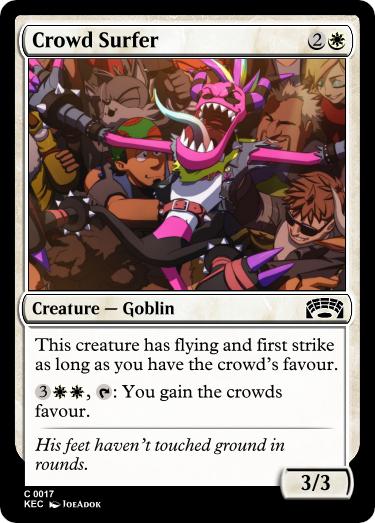 Crowd Surfer 2
Creature — Goblin
This creature has flying and first strike
as long as you have the crowd's favour.
3, : You gain the crowds
favour.
His feet haven't touched ground in
rounds.
3/3
C 0017
KEC JoeAdok